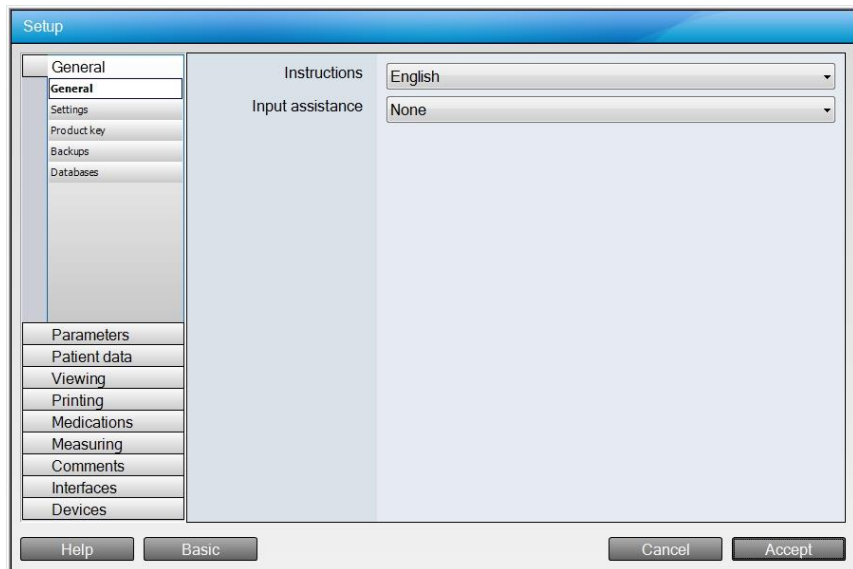 Setup
General
General
Settings
Product key
Backups
Databases
Parameters
Patient data
Viewing
Printing
Medications
Measuring
Comments
Interfaces
Devices
Instructions English
Input assistance None
Help Basic Cancel Accept